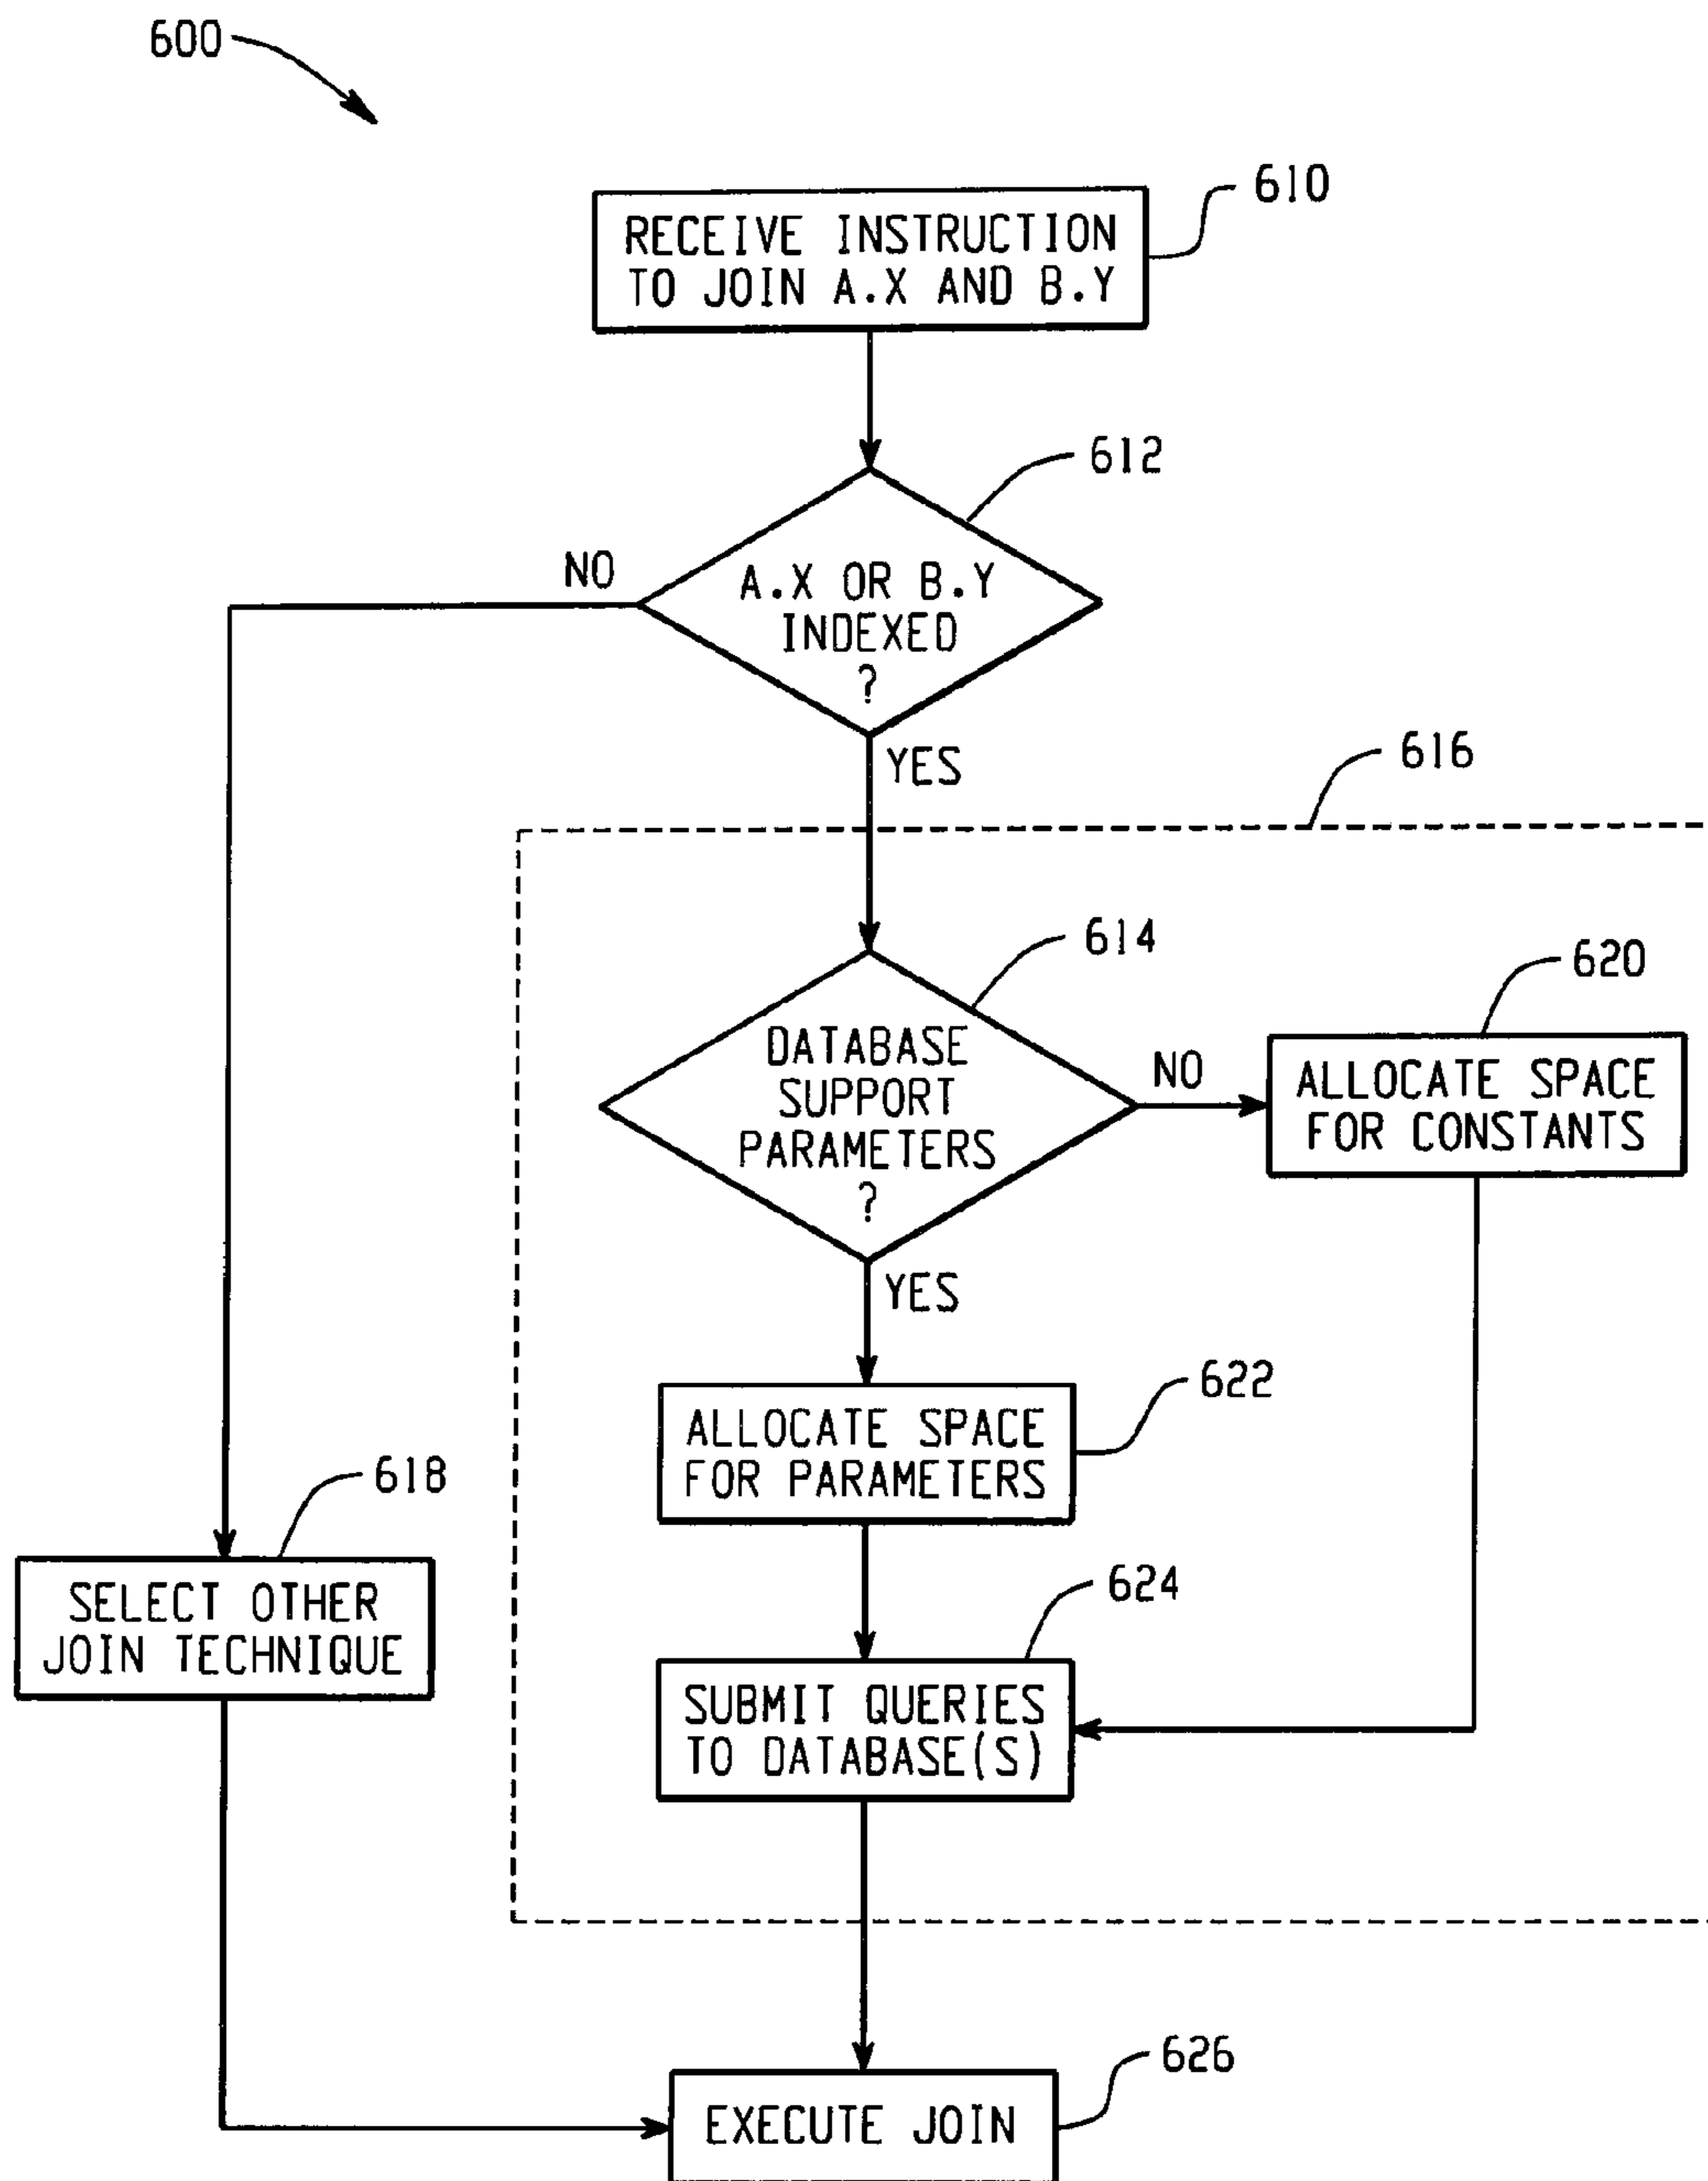 600
RECEIVE INSTRUCTION
TO JOIN A.X AND B.Y
610
612
NO
A.X OR B.Y
INDEXED
?
YES
616
614
620
DATABASE
SUPPORT
PARAMETERS
?
NO
ALLOCATE SPACE
FOR CONSTANTS
YES
622
ALLOCATE SPACE
FOR PARAMETERS
618
SELECT OTHER
JOIN TECHNIQUE
624
SUBMIT QUERIES
TO DATABASE(S)
626
EXECUTE JOIN